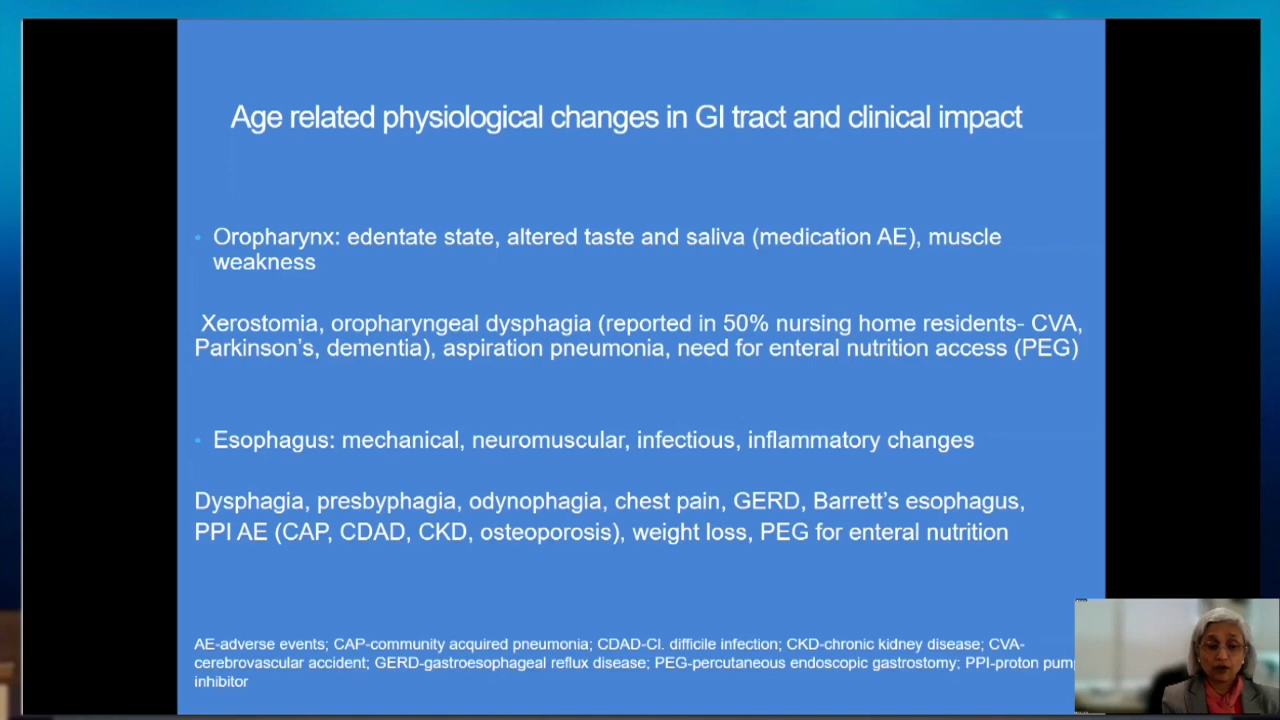 Age related physiological changes in GI tract and clinical impact
• Oropharynx: edentate state, altered taste and saliva (medication AE), muscle
weakness
Xerostomia, oropharyngeal dysphagia (reported in 50% nursing home residents- CVA,
Parkinson's, dementia), aspiration pneumonia, need for enteral nutrition access (PEG)
• Esophagus: mechanical, neuromuscular, infectious, inflammatory changes
Dysphagia, presbyphagia, odynophagia, chest pain, GERD, Barrett's esophagus,
PPI AE (CAP, CDAD, CKD, osteoporosis), weight loss, PEG for enteral nutrition
AE-adverse events; CAP-community acquired pneumonia; CDAD-Cl. difficile infection; CKD-chronic kidney disease; CVA-
cerebrovascular accident; GERD-gastroesophageal reflux disease; PEG-percutaneous endoscopic gastrostomy; PPI-proton pump
inhibitor